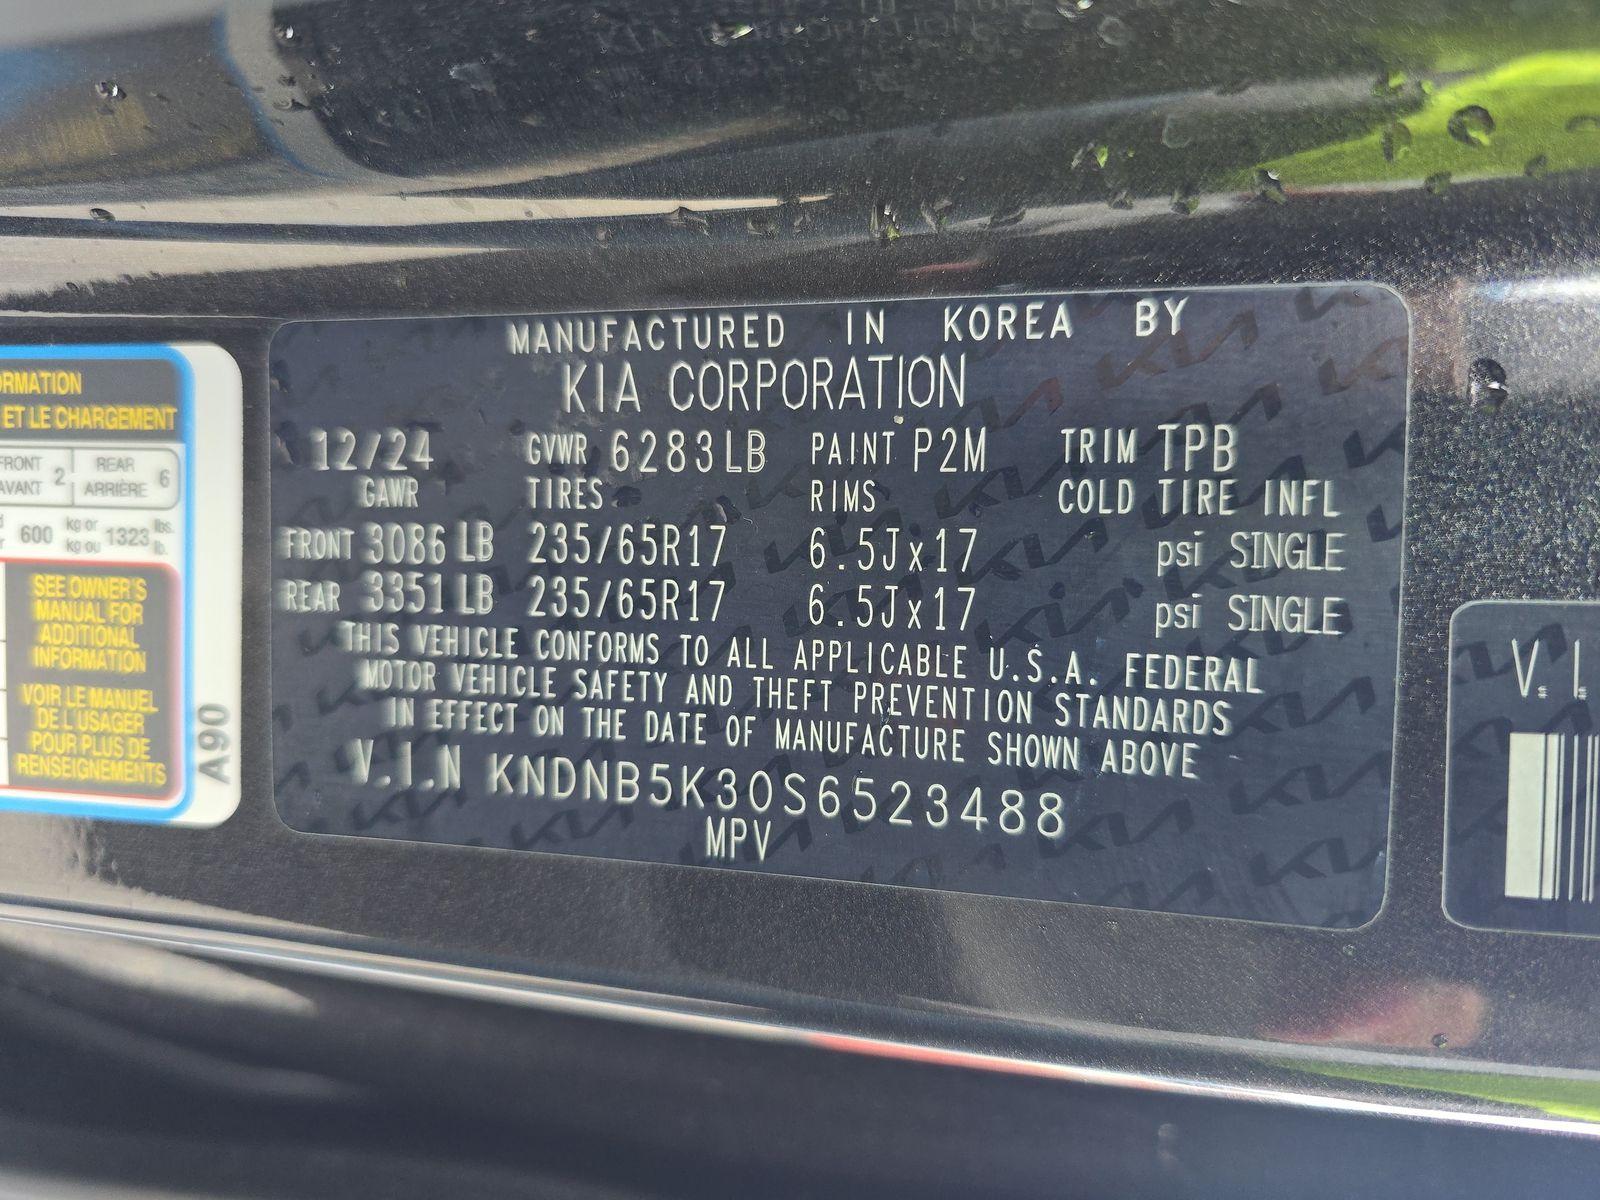 MANUFACTURED IN KOREA BY
KIA CORPORATION
12/24 GVWR 6283LB PAINT P2M TRIM TPB
GAWR TIRES RIMS COLD TIRE INFL
FRONT 3086 LB 235/65R17 6.5Jx17 psi SINGLE
REAR 3351 LB 235/65R17 6.5Jx17 psi SINGLE
THIS VEHICLE CONFORMS TO ALL APPLICABLE U.S.A. FEDERAL
MOTOR VEHICLE SAFETY AND THEFT PREVENTION STANDARDS
IN EFFECT ON THE DATE OF MANUFACTURE SHOWN ABOVE
V.I.N KNDNB5K30S6523488
MPV
ET LE CHARGEMENT
FRONT 2 REAR 6
AVANT ARRIÈRE
600 kg or 1323 lbs.
kg ou lb.
SEE OWNER'S
MANUAL FOR
ADDITIONAL
INFORMATION
VOIR LE MANUEL
DE L'USAGER
POUR PLUS DE
RENSEIGNEMENTS
A90
V. I.